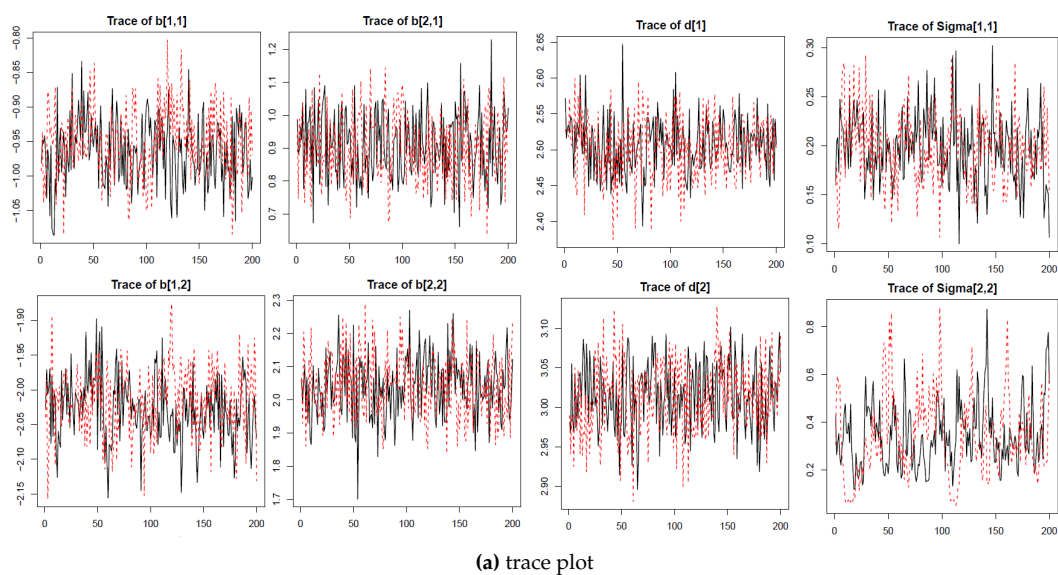 Trace of b[1,1]
−0.80
−0.85
−0.90
−0.95
−1.00
−1.05
0 50 100 150 200
Trace of b[2,1]
1.2
1.1
1.0
0.9
0.8
0.7
0 50 100 150 200
Trace of d[1]
2.65
2.60
2.55
2.50
2.45
2.40
0 50 100 150 200
Trace of Sigma[1,1]
0.30
0.25
0.20
0.15
0.10
0 50 100 150 200
Trace of b[1,2]
−1.90
−1.95
−2.00
−2.05
−2.10
−2.15
0 50 100 150 200
Trace of b[2,2]
2.3
2.2
2.1
2.0
1.9
1.8
1.7
0 50 100 150 200
Trace of d[2]
3.10
3.05
3.00
2.95
2.90
0 50 100 150 200
Trace of Sigma[2,2]
0.8
0.6
0.4
0.2
0 50 100 150 200
(a) trace plot